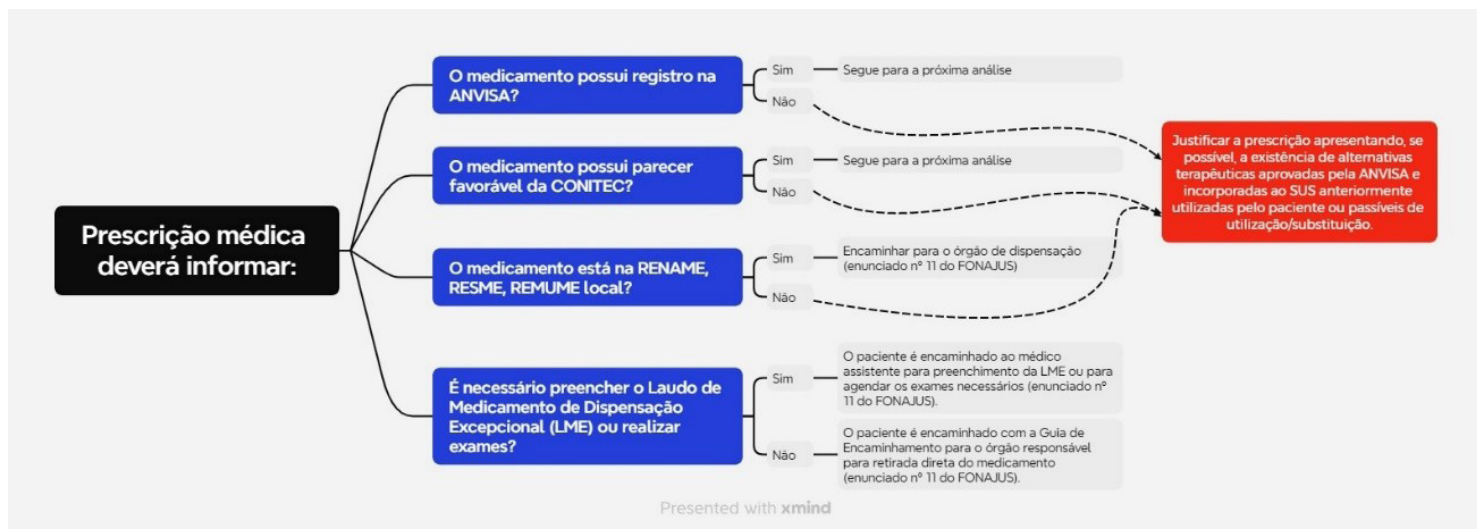 Prescrição médica
deverá informar:
O medicamento possui registro na
ANVISA?
Sim
Segue para a próxima análise
Não
O medicamento possui parecer
favorável da CONITEC?
Sim
Segue para a próxima análise
Não
O medicamento está na RENAME,
RESME, REMUME local?
Sim
Encaminhar para o órgão de dispensação
(enunciado nº 11 do FONAJUS)
Não
É necessário preencher o Laudo de
Medicamento de Dispensação
Excepcional (LME) ou realizar
exames?
Sim
O paciente é encaminhado ao médico
assistente para preenchimento da LME ou para
agendar os exames necessários (enunciado nº
11 do FONAJUS).
Não
O paciente é encaminhado com a Guia de
Encaminhamento para o órgão responsável
para retirada direta do medicamento
(enunciado nº 11 do FONAJUS).
Justificar a prescrição apresentando, se
possível, a existência de alternativas
terapêuticas aprovadas pela ANVISA e
incorporadas ao SUS anteriormente
utilizadas pelo paciente ou passíveis de
utilização/substituição.
Presented with xmind